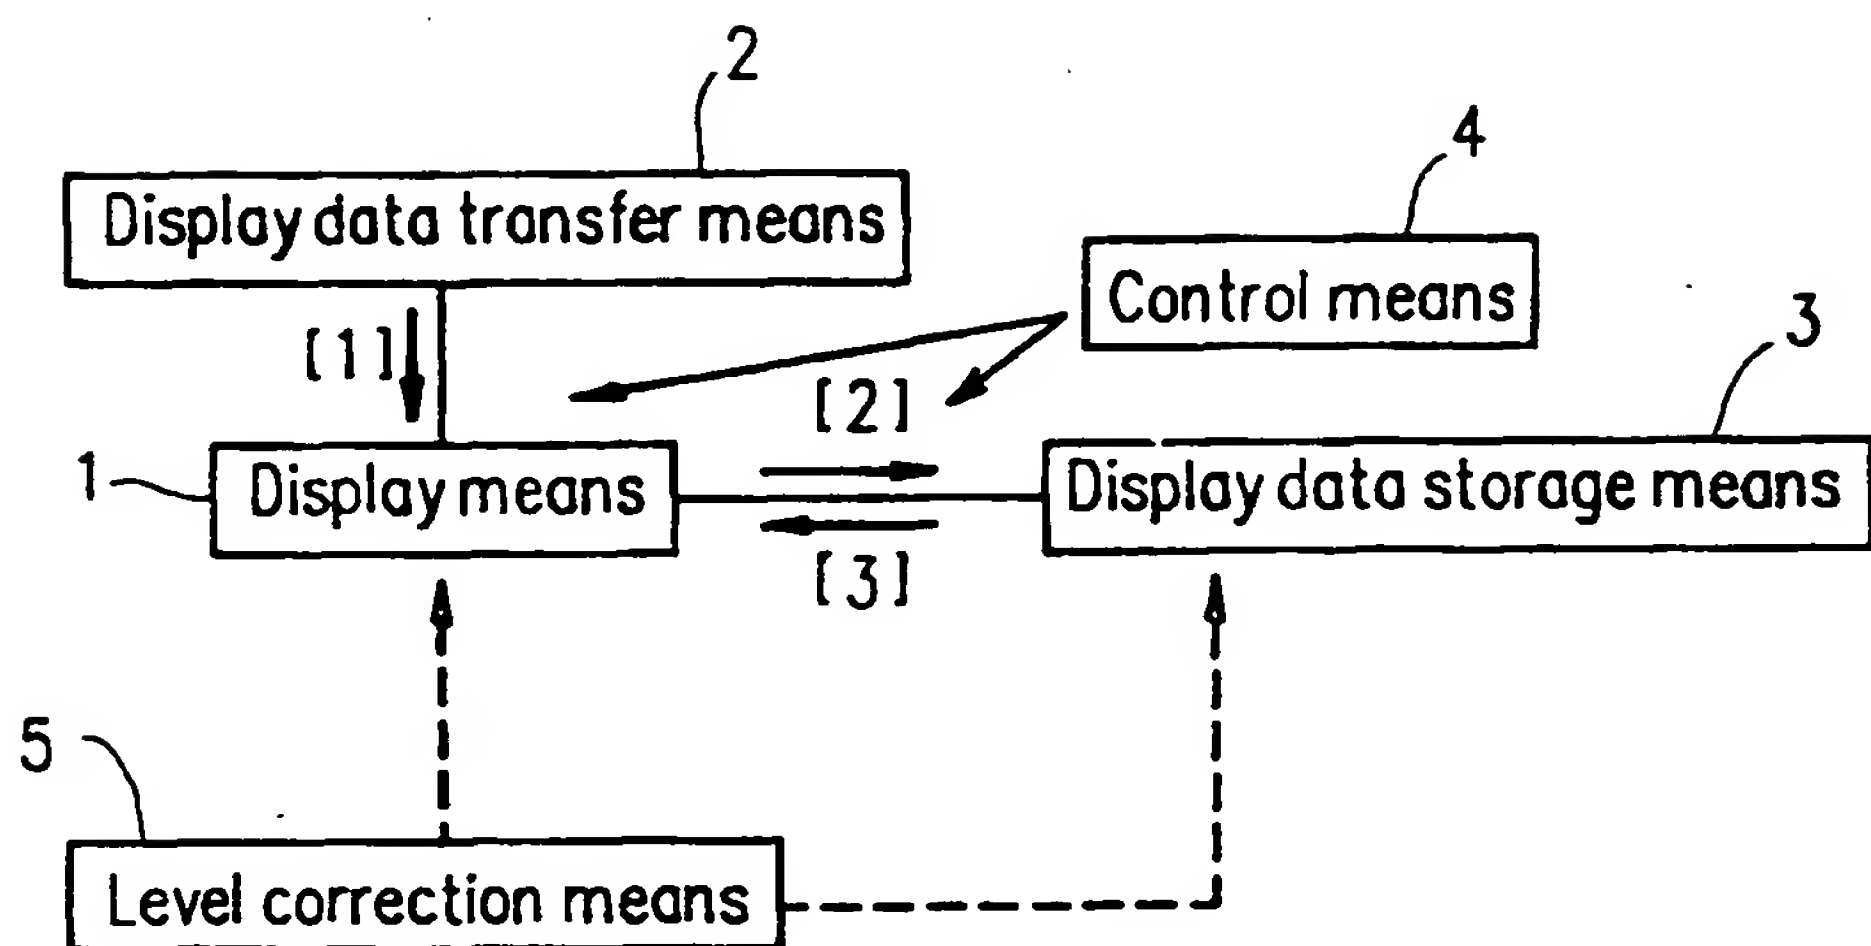 2
Display data transfer means
4
Control means
[1]
3
[2]
1
Display means
Display data storage means
[3]
5
Level correction means